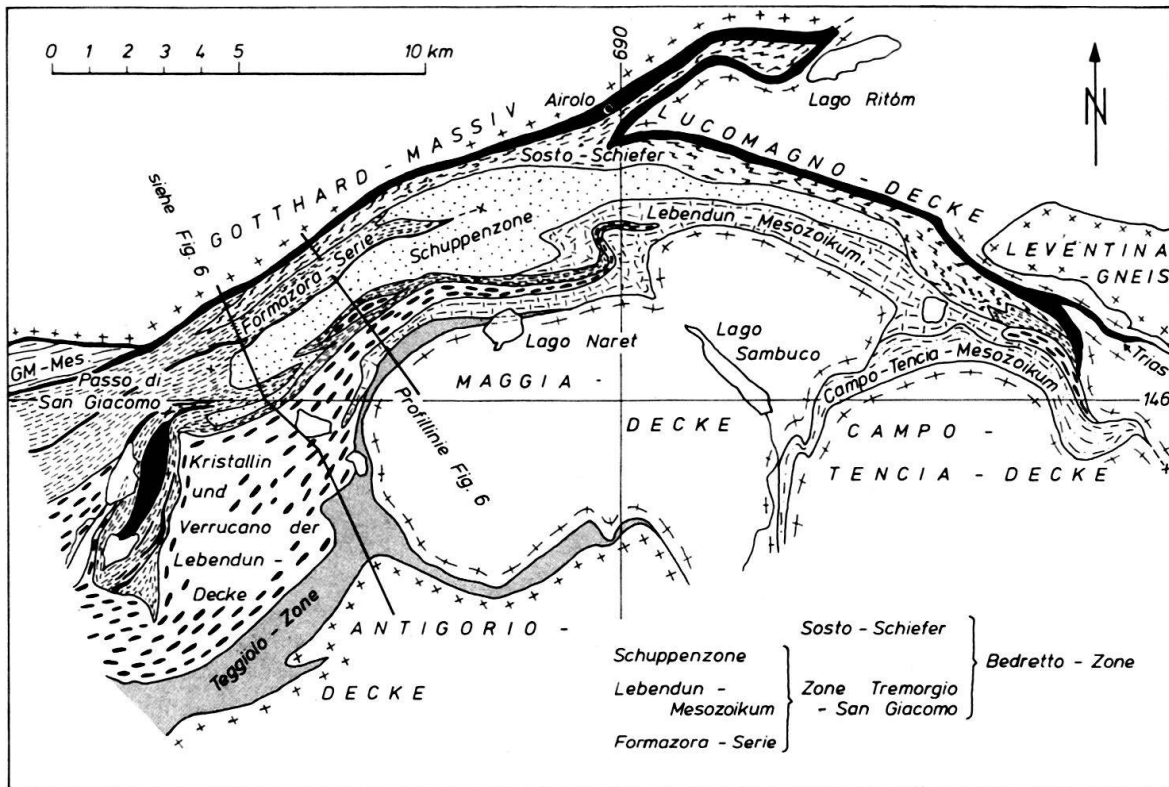 0 1 2 3 4 5 10 km
690
N
Airolo
Lago Ritóm
GOTTHARD - MASSIV
LUCOMAGNO - DECKE
Sosto - Schiefer
siehe Fig. 6
Formazora Serie
Schuppenzone
Lebendun - Mesozoikum
LEVENTINA
- GNEIS
GM-Mes
Passo di
San Giacomo
Lago Naret
Lago
Sambuco
Trias
MAGGIA -
DECKE
Profillinie Fig. 6
Campo-Tencia-Mesozoikum
146
CAMPO -
TENCIA - DECKE
Kristallin
und
Verrucano der
Lebendun -
Decke
Teggiolo - Zone
ANTIGORIO -
DECKE
Sosto - Schiefer
Schuppenzone
Lebendun -
Mesozoikum
Formazora - Serie
Zone Tremorgio
- San Giacomo
Bedretto - Zone